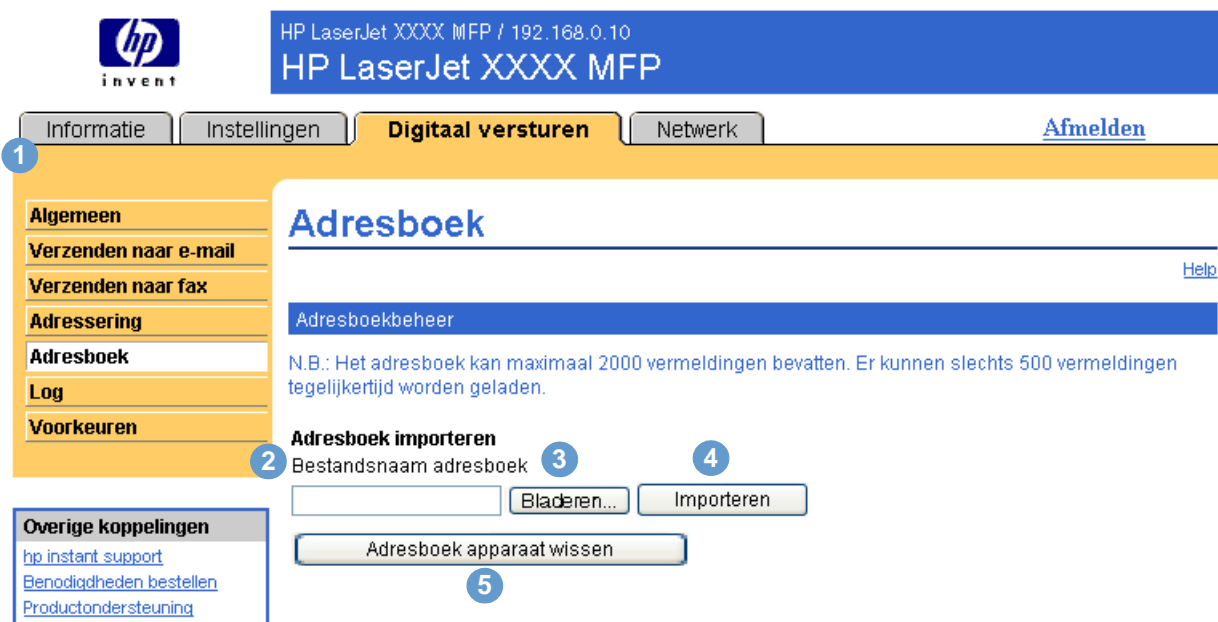 hp
invent
HP LaserJet XXXX MFP / 192.168.0.10
HP LaserJet XXXX MFP
Informatie
Instellingen
Digitaal versturen
Netwerk
Afmelden
1
Algemeen
Verzenden naar e-mail
Verzenden naar fax
Adressering
Adresboek
Log
Voorkeuren
Overige koppelingen
hp instant support
Benodigdheden bestellen
Productondersteuning
Adresboek
Help
Adresboekbeheer
N.B.: Het adresboek kan maximaal 2000 vermeldingen bevatten. Er kunnen slechts 500 vermeldingen
tegelijkertijd worden geladen.
Adresboek importeren
2
Bestandsnaam adresboek
3
4
Bladeren...
Importeren
Adresboek apparaat wissen
5